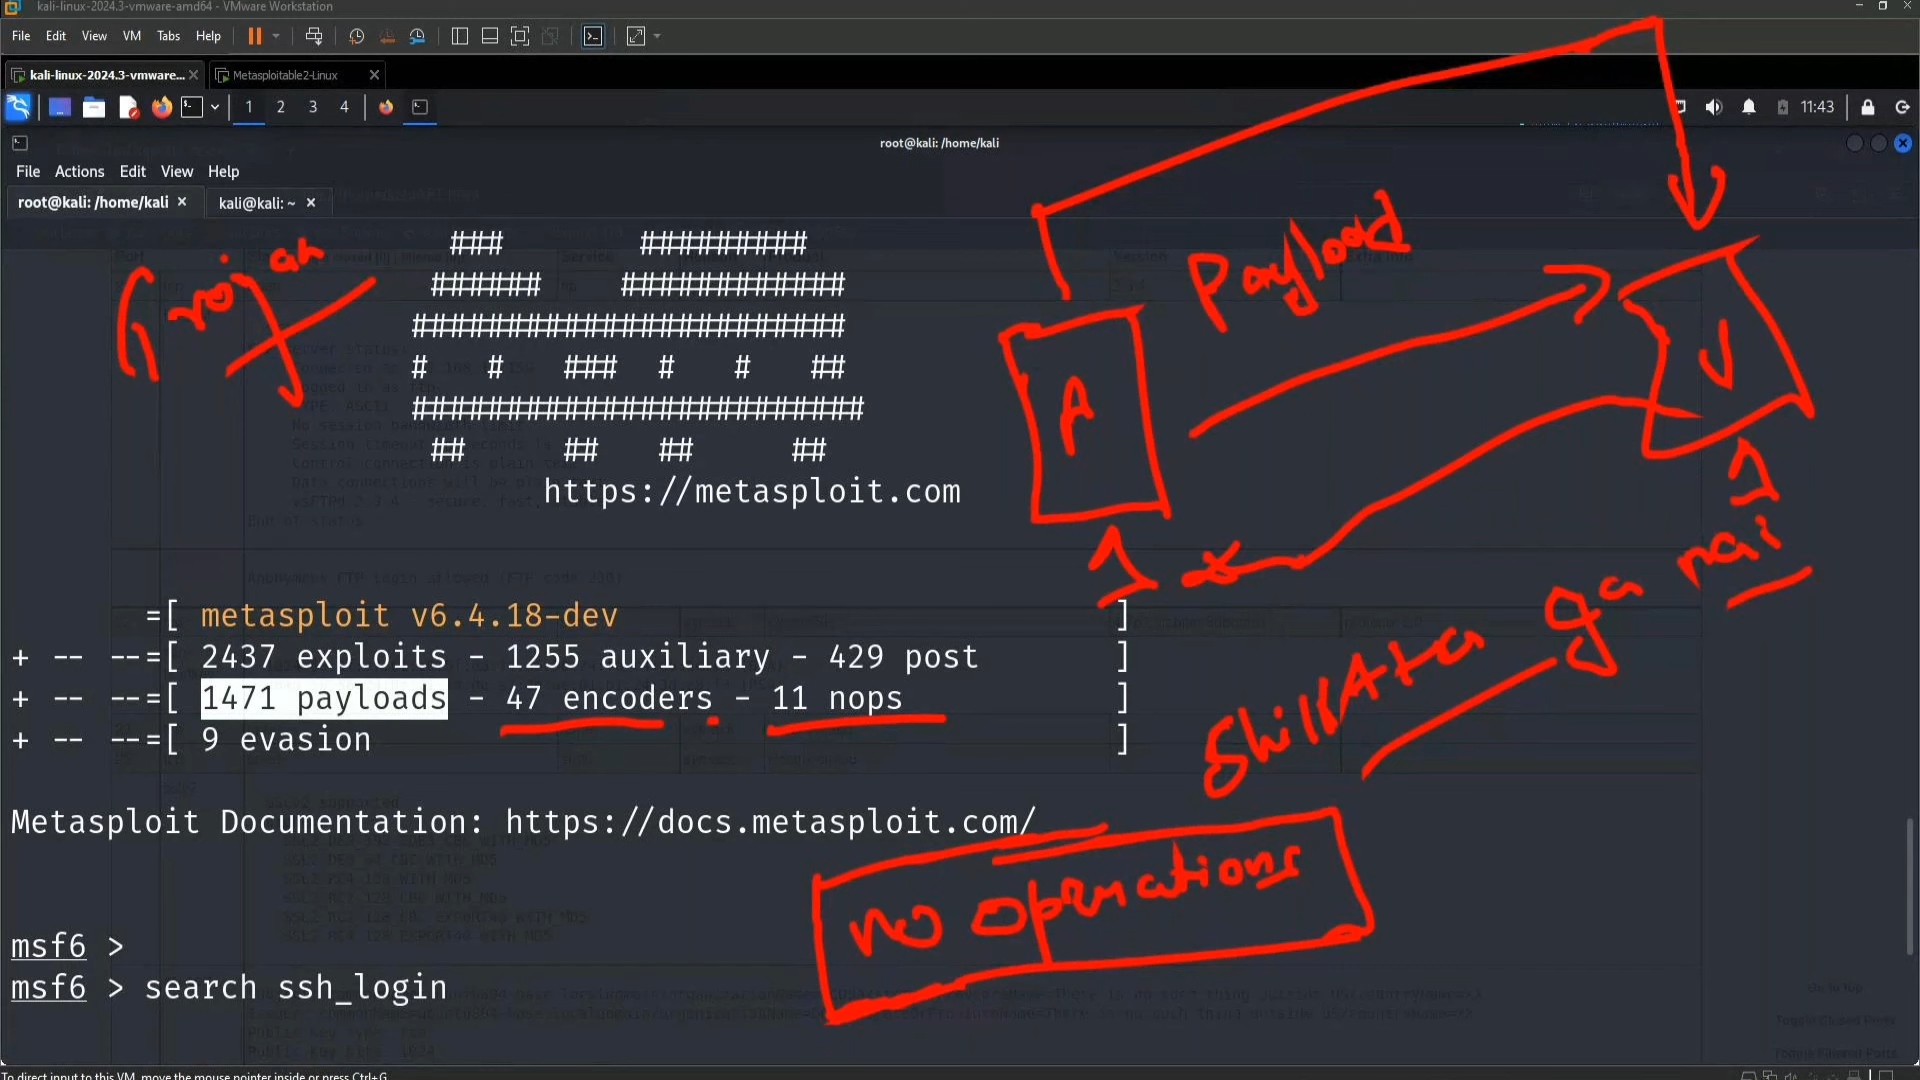 kali-linux-2024.3-vmware-amd64 - VMware Workstation
File Edit View VM Tabs Help
kali-linux-2024.3-vmware... Metasploitable2-Linux
1 2 3 4 11:43
root@kali: /home/kali
File Actions Edit View Help
root@kali: /home/kali kali@kali: ~
Trojan
Payload
A V
### #########
###### ############
#######################
# # ### # # ##
########################
## ## ## ##
https://metasploit.com
=[ metasploit v6.4.18-dev ]
+ -- --=[ 2437 exploits - 1255 auxiliary - 429 post ]
+ -- --=[ 1471 payloads - 47 encoders - 11 nops ]
+ -- --=[ 9 evasion ]
ga nai
Metasploit Documentation: https://docs.metasploit.com/
no operations
msf6 >
msf6 > search ssh_login
To direct input to this VM, move the mouse pointer inside or press Ctrl+G.